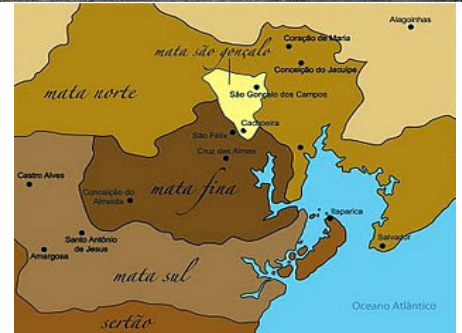 Alagoinhas
Coração de Maria
mata são gonçalo
Conceição do Jacuípe
mata norte
São Gonçalo dos Campos
São Félix
Cachoeira
Cruz das Almas
Castro Alves
mata fina
Conceição do
Almeida
Itaparica
Santo Antônio
de Jesus
Salvador
Amargosa
mata sul
Oceano Atlântico
sertão